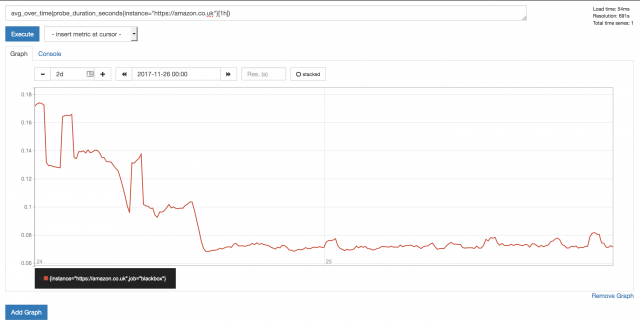 avg_over_time(probe_duration_seconds{instance="https://amazon.co.uk"}[1h])
Load time: 54ms
Resolution: 691s
Total time series: 1
Execute
- insert metric at cursor -
Graph
Console
2d
2017-11-26 00:00
Res. (s)
stacked
0.18
0.16
0.14
0.12
0.1
0.08
0.06
24
25
{instance="https://amazon.co.uk",job="blackbox"}
Remove Graph
Add Graph